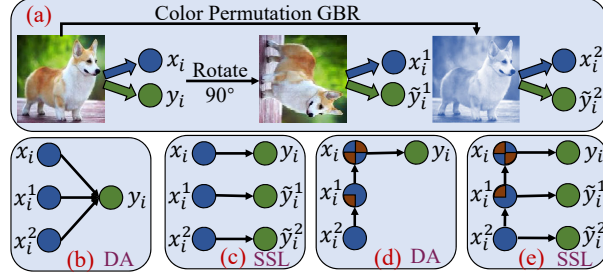 (a) Color Permutation GBR
x_i x_i^1 x_i^2
Rotate
y_i 90° ỹ_i^1 ỹ_i^2
x_i x_i y_i x_i y_i x_i y_i
x_i^1 y_i x_i^1 ỹ_i^1 x_i^1 x_i^1 ỹ_i^1
x_i^2 x_i^2 ỹ_i^2 x_i^2 x_i^2 ỹ_i^2
(b) DA (c) SSL (d) DA (e) SSL